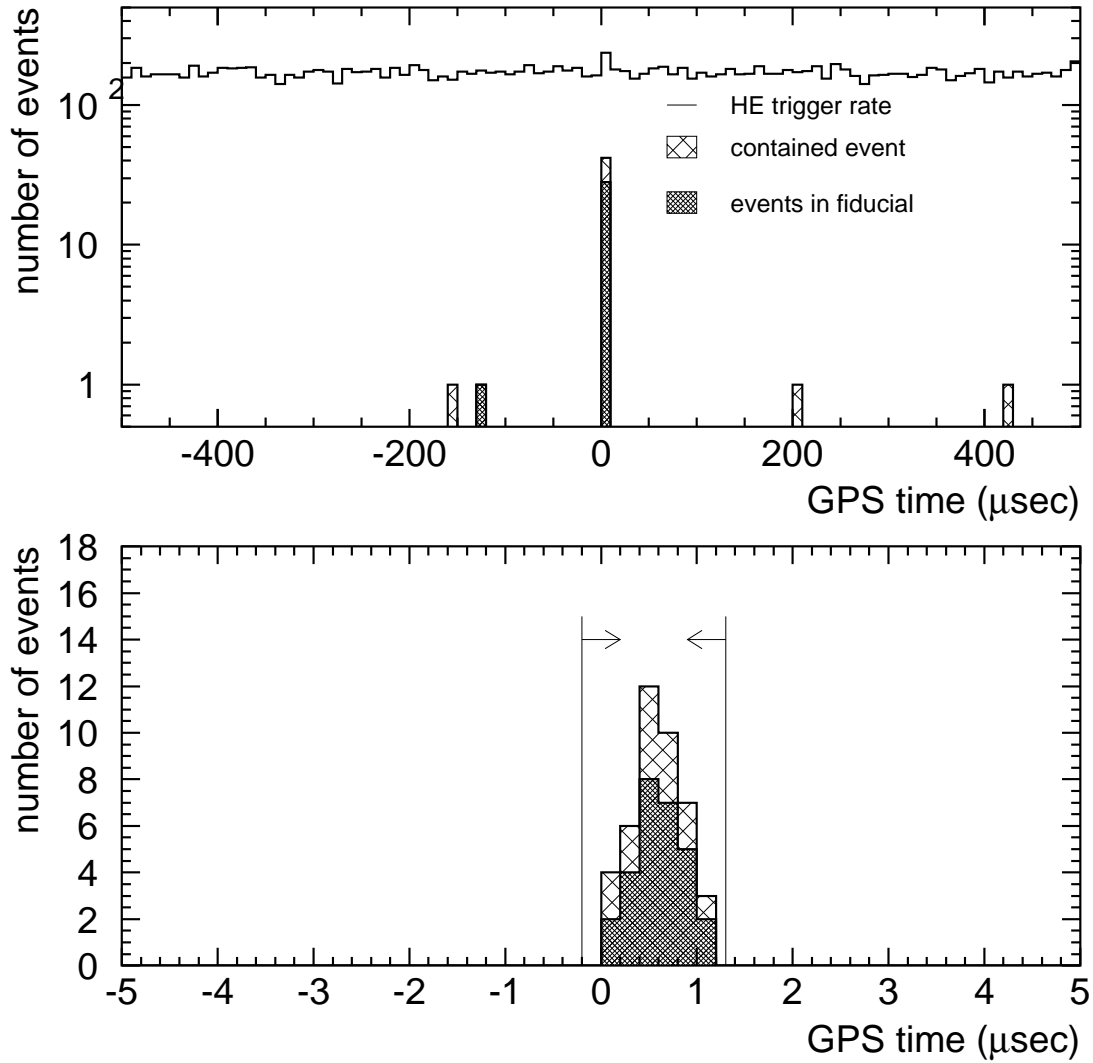 number of events
10
2
10
1
HE trigger rate
contained event
events in fiducial
-400 -200 0 200 400
GPS time (μsec)
number of events
18
16
14
12
10
8
6
4
2
0
-5 -4 -3 -2 -1 0 1 2 3 4 5
GPS time (μsec)